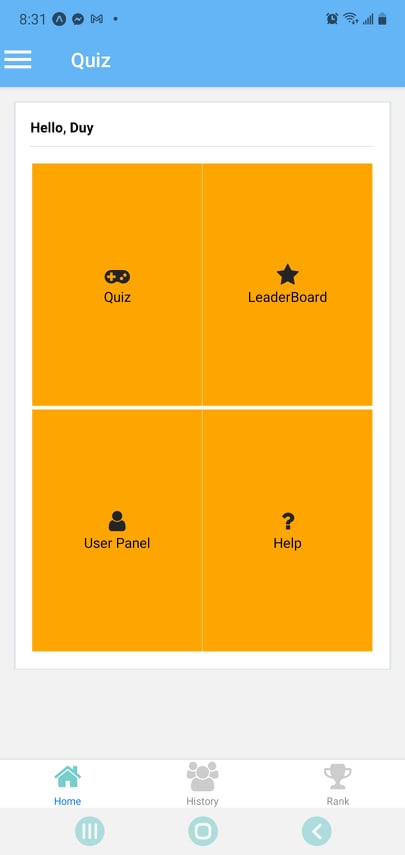 8:31
Quiz
Hello, Duy
Quiz
LeaderBoard
User Panel
?
Help
Home
History
Rank